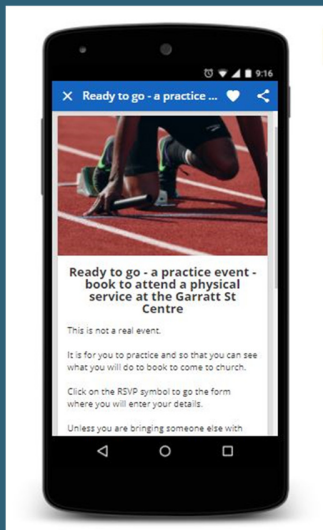 9:16
Ready to go - a practice ...
Ready to go - a practice event -
book to attend a physical
service at the Garratt St
Centre
This is not a real event.
It is for you to practice and so that you can see
what you will do to book to come to church.
Click on the RSVP symbol to go the form
where you will enter your details.
Unless you are bringing someone else with